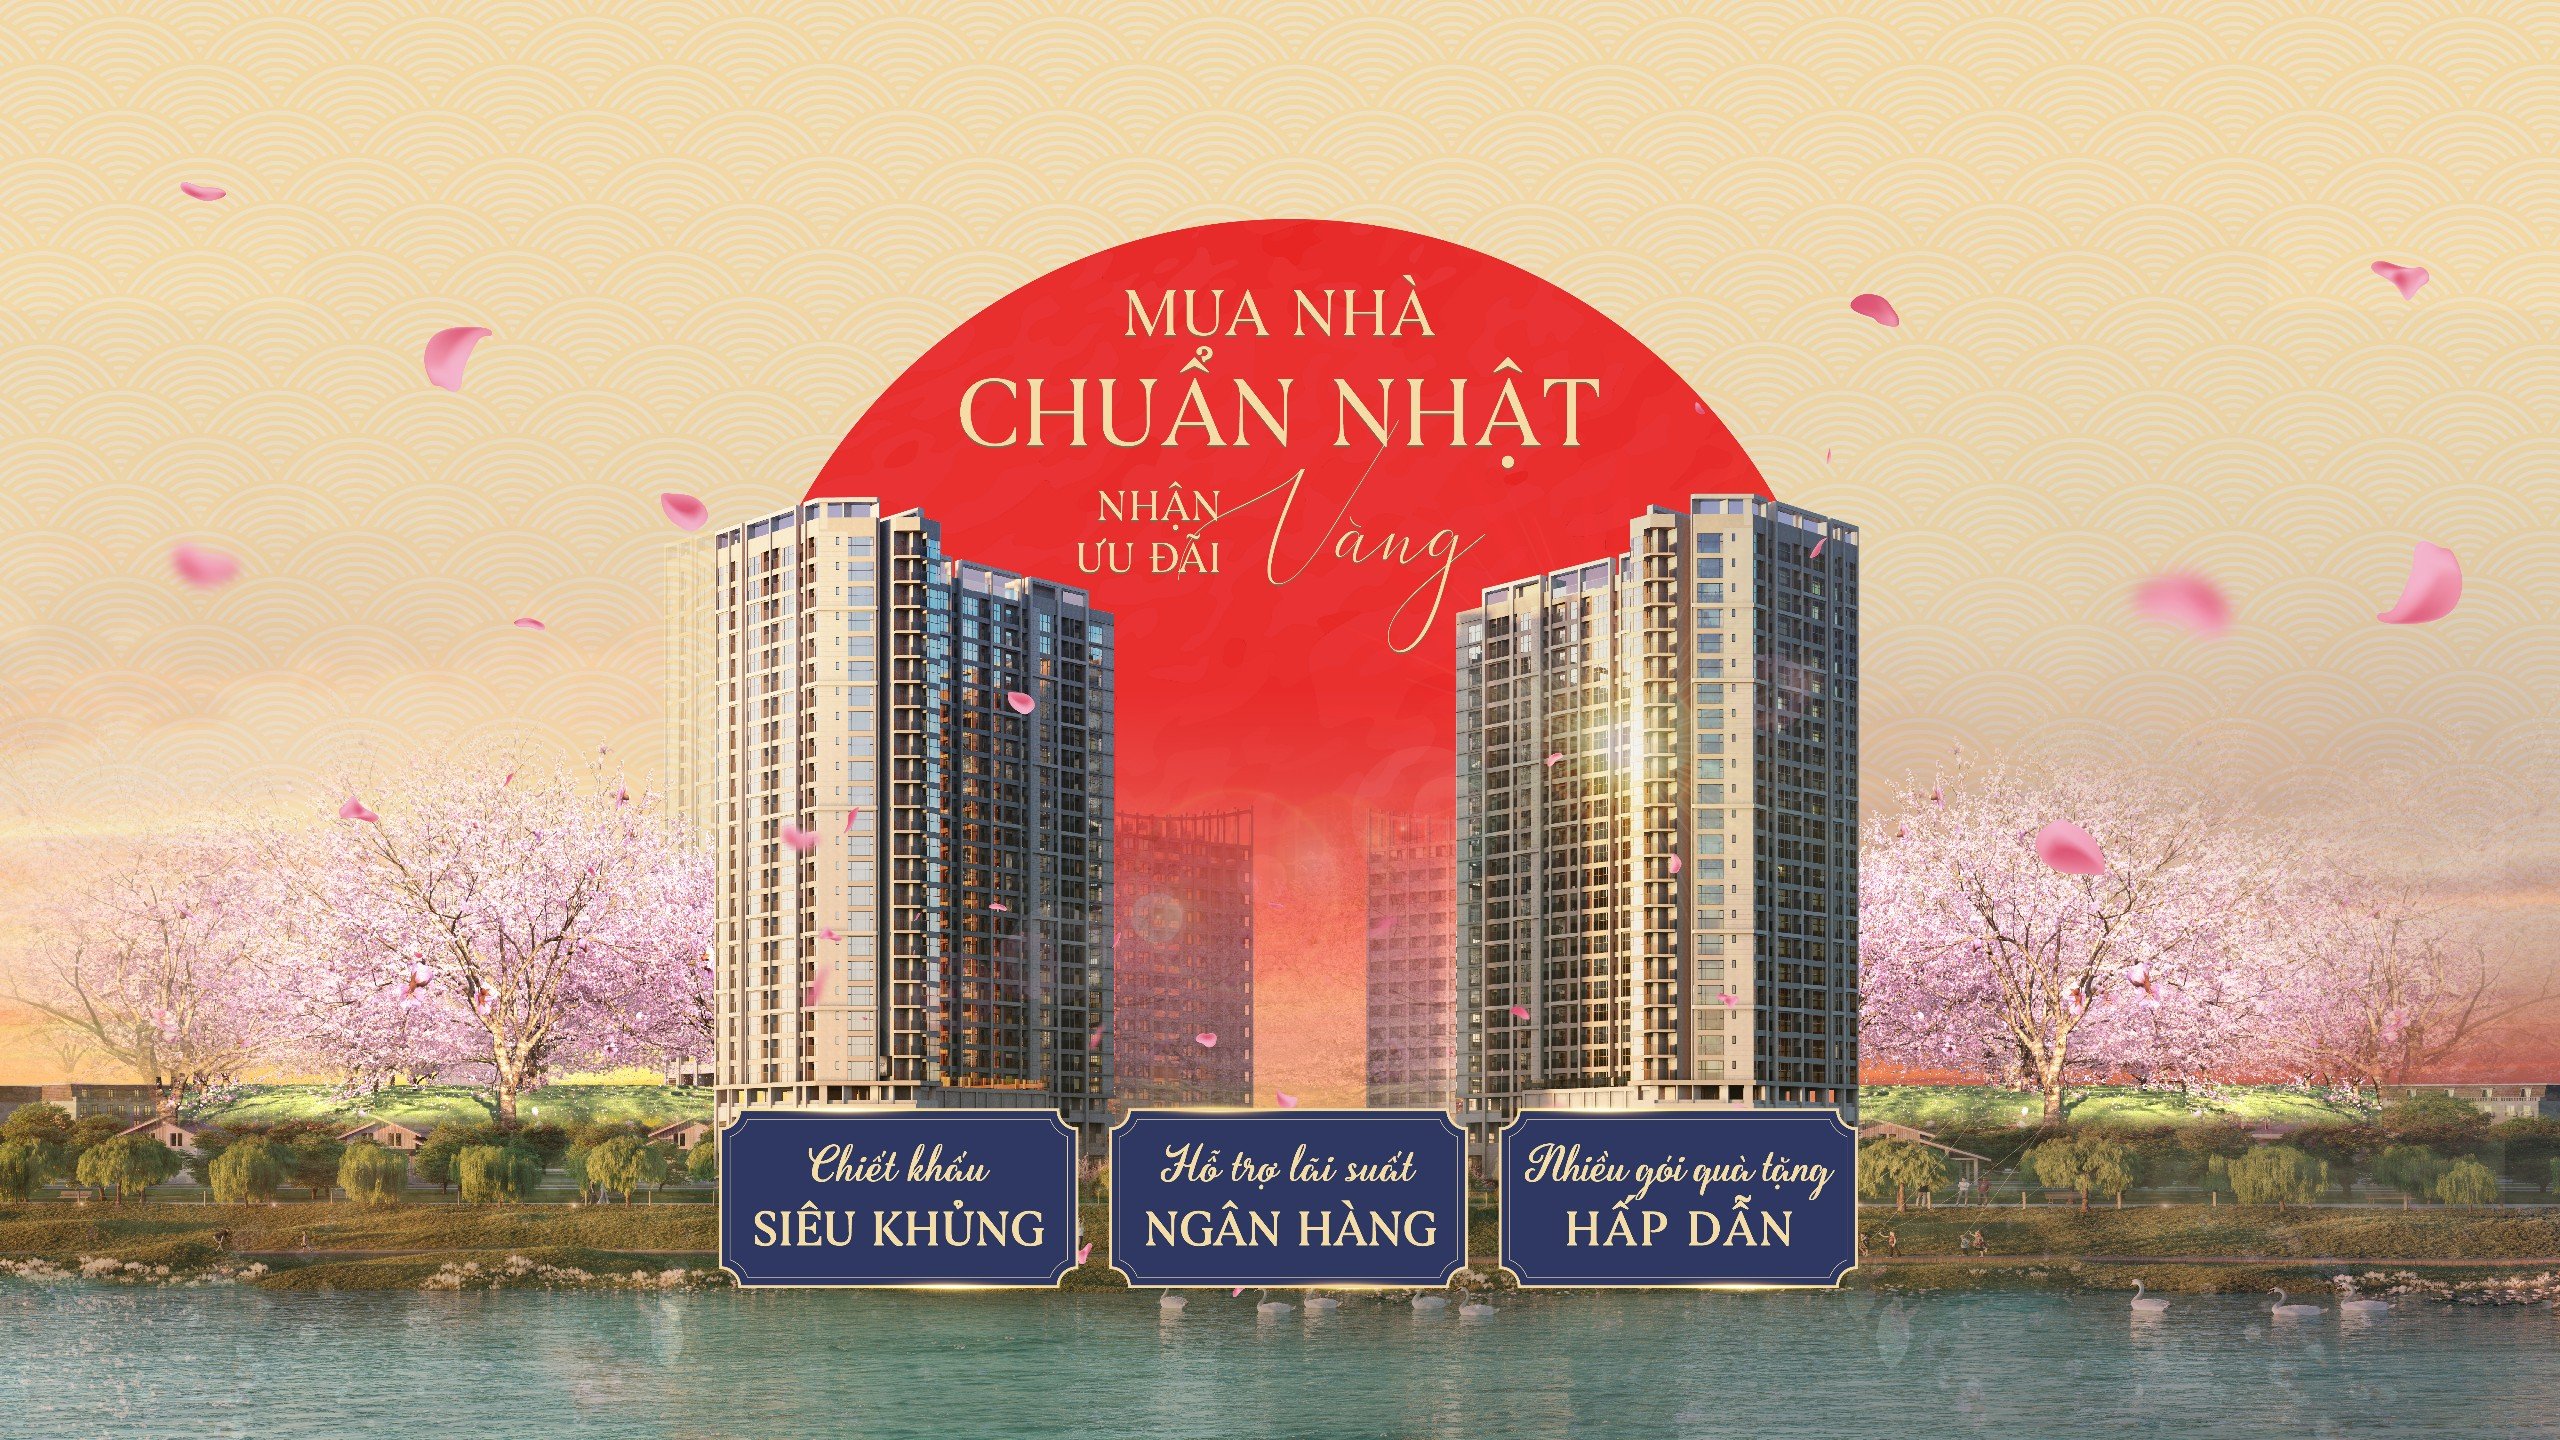 MUA NHÀ
CHUẨN NHẬT
NHẬN
ƯU ĐÃI Vàng
Chiết khấu
SIÊU KHỦNG
Hỗ trợ lãi suất
NGÂN HÀNG
Nhiều gói quà tặng
HẤP DẪN